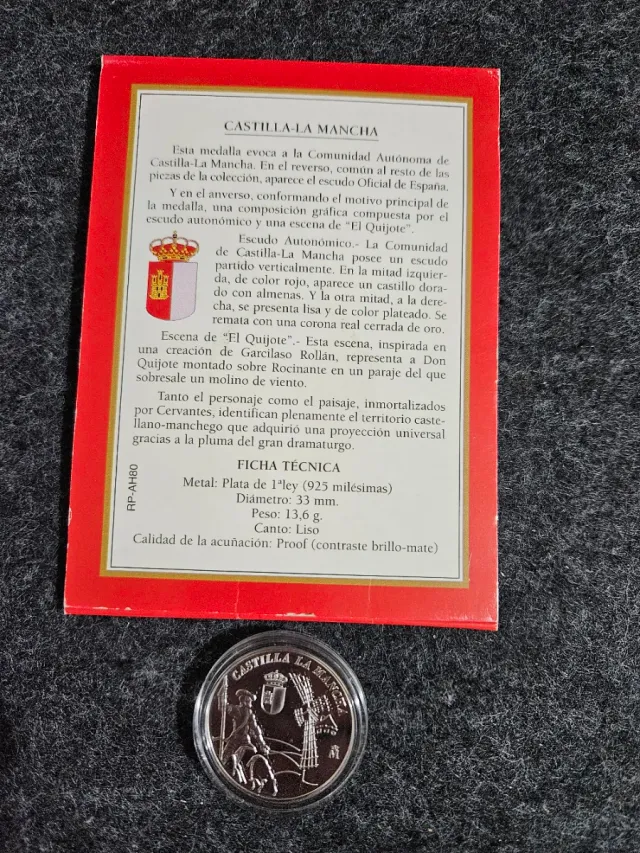 CASTILLA-LA MANCHA
Esta medalla evoca a la Comunidad Autónoma de
Castilla-La Mancha. En el reverso, común al resto de las
piezas de la colección, aparece el escudo Oficial de España.
Y en el anverso, conformando el motivo principal de
la medalla, una composición gráfica compuesta por el
escudo autonómico y una escena de “El Quijote”.
Escudo Autonómico.- La Comunidad
de Castilla-La Mancha posee un escudo
partido verticalmente. En la mitad izquier-
da, de color rojo, aparece un castillo dora-
do con almenas. Y la otra mitad, a la dere-
cha, se presenta lisa y de color plateado. Se
remata con una corona real cerrada de oro.
Escena de “El Quijote”.- Esta escena, inspirada en
una creación de Garcilaso Rollán, representa a Don
Quijote montado sobre Rocinante en un paraje del que
sobresale un molino de viento.
Tanto el personaje como el paisaje, inmortalizados
por Cervantes, identifican plenamente el territorio caste-
llano-manchego que adquirió una proyección universal
gracias a la pluma del gran dramaturgo.
FICHA TÉCNICA
Metal: Plata de 1ªley (925 milésimas)
Diámetro: 33 mm.
Peso: 13,6 g.
Canto: Liso
Calidad de la acuñación: Proof (contraste brillo-mate)
RP-AH80
CASTILLA LA MANCHA